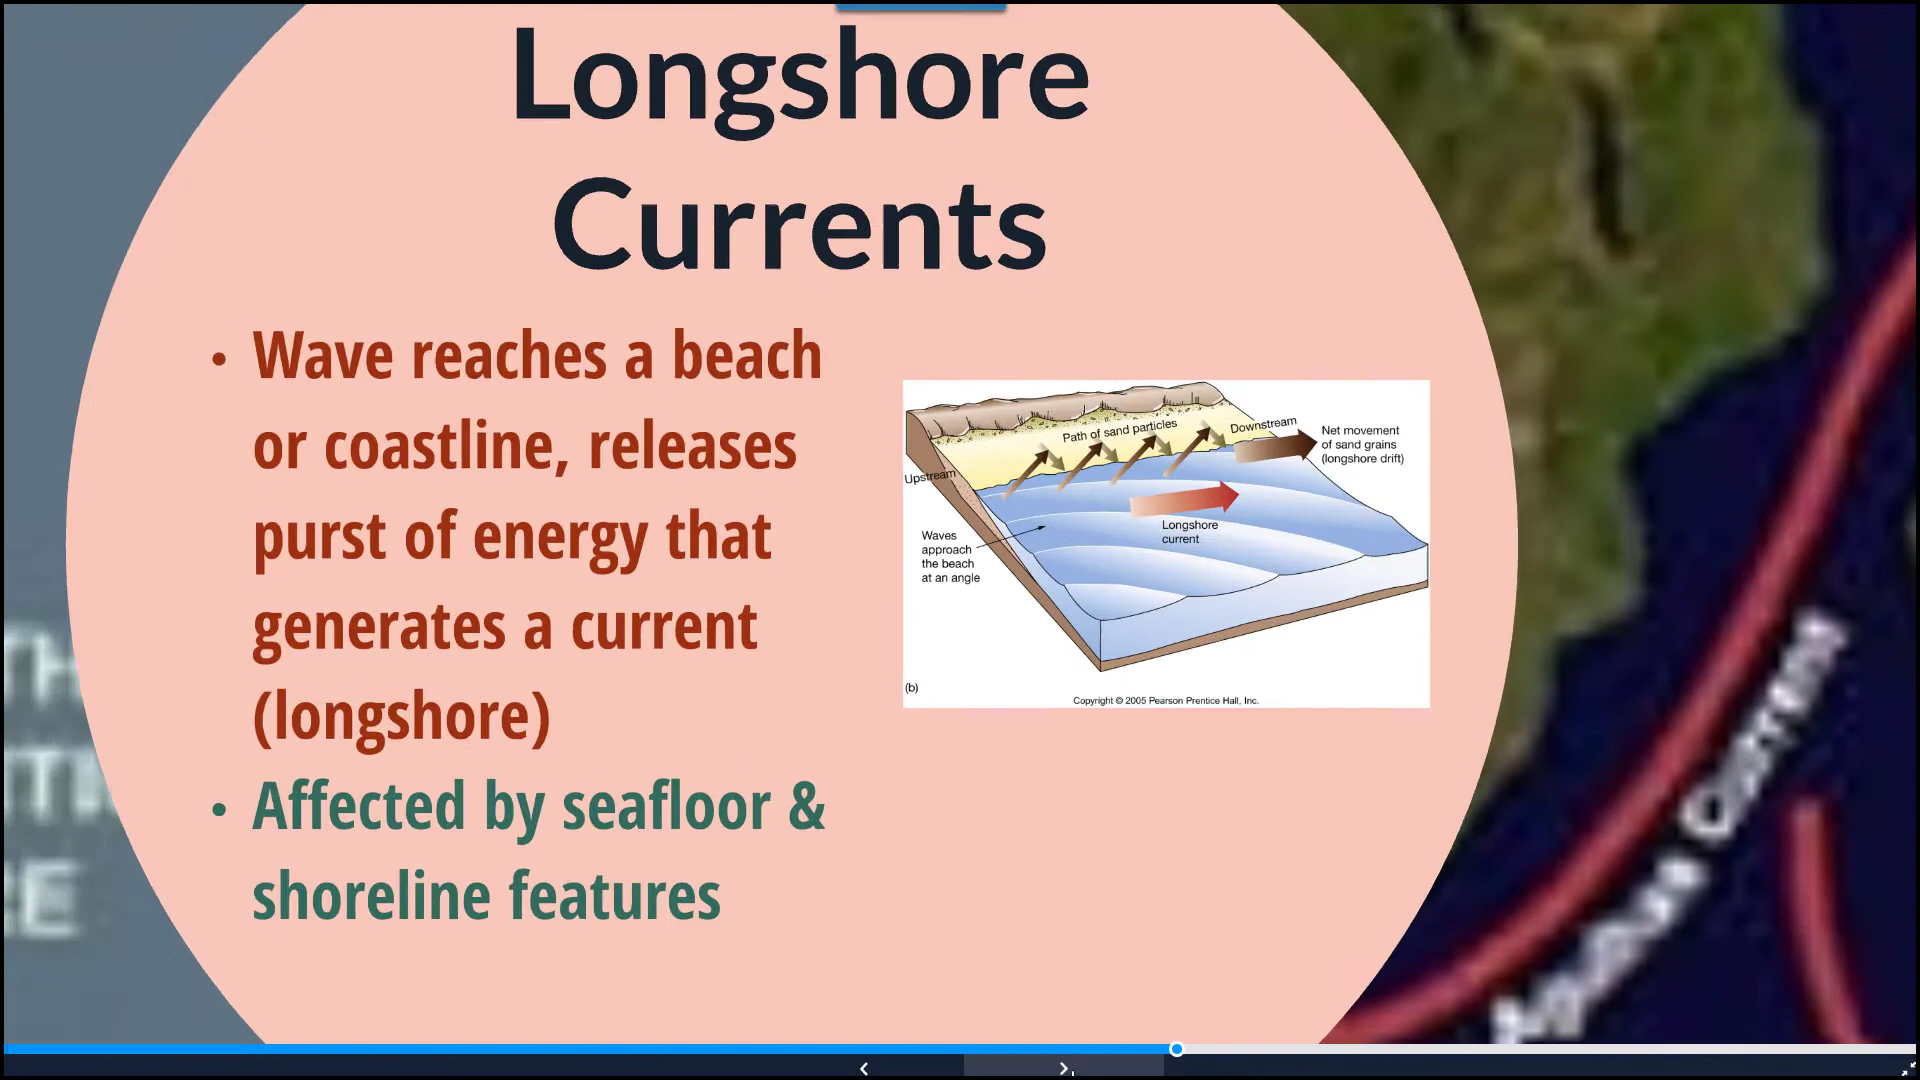 Longshore
Currents
• Wave reaches a beach
or coastline, releases
purst of energy that
generates a current
(longshore)
• Affected by seafloor &
shoreline features
Path of sand particles
Downstream
Net movement
of sand grains
(longshore drift)
Upstream
Longshore
current
Waves
approach
the beach
at an angle
(b)
Copyright © 2005 Pearson Prentice Hall, Inc.